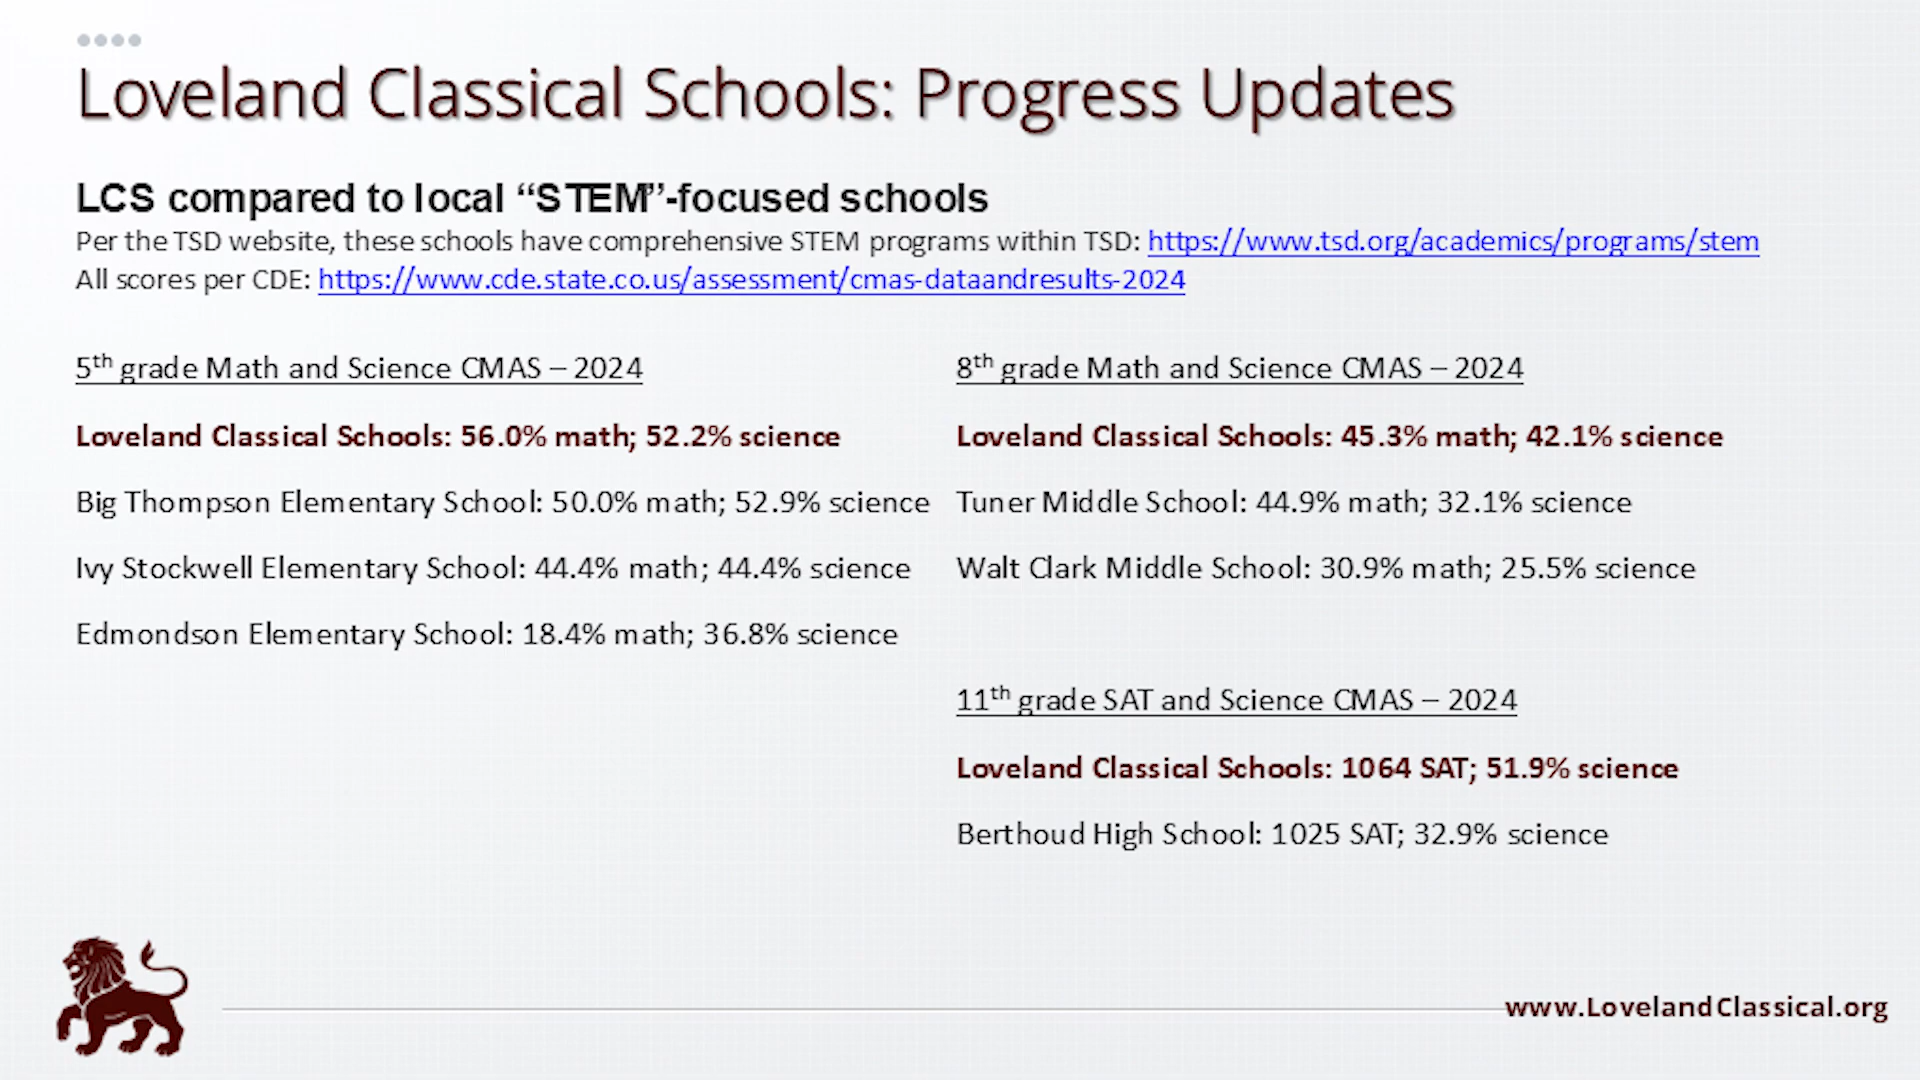 Loveland Classical Schools: Progress Updates
LCS compared to local “STEM”-focused schools
Per the TSD website, these schools have comprehensive STEM programs within TSD: https://www.tsd.org/academics/programs/stem
All scores per CDE: https://www.cde.state.co.us/assessment/cmas-dataandresults-2024
5th grade Math and Science CMAS – 2024
Loveland Classical Schools: 56.0% math; 52.2% science
Big Thompson Elementary School: 50.0% math; 52.9% science
Ivy Stockwell Elementary School: 44.4% math; 44.4% science
Edmondson Elementary School: 18.4% math; 36.8% science
8th grade Math and Science CMAS – 2024
Loveland Classical Schools: 45.3% math; 42.1% science
Tuner Middle School: 44.9% math; 32.1% science
Walt Clark Middle School: 30.9% math; 25.5% science
11th grade SAT and Science CMAS – 2024
Loveland Classical Schools: 1064 SAT; 51.9% science
Berthoud High School: 1025 SAT; 32.9% science
www.LovelandClassical.org